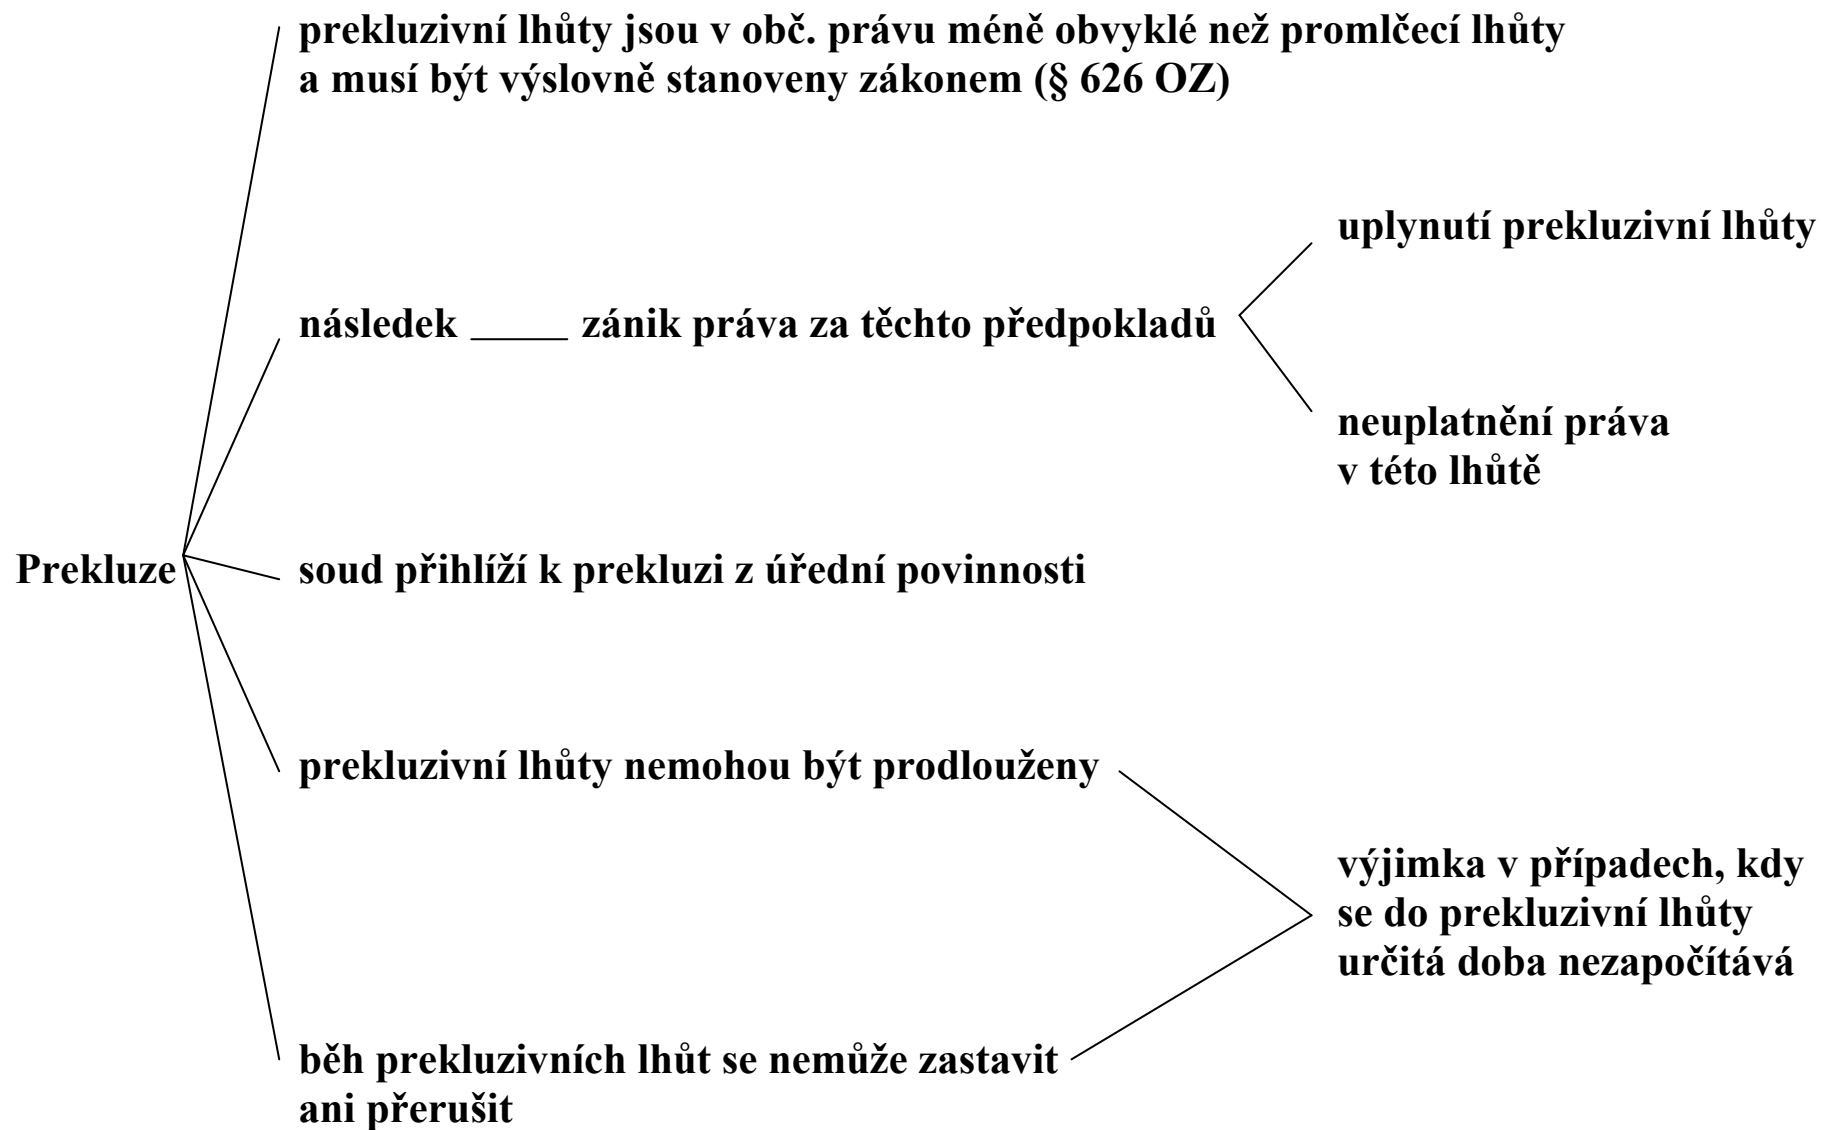 prekluzivní lhůty jsou v obč. právu méně obvyklé než promlčecí lhůty
a musí být výslovně stanoveny zákonem (§ 626 OZ)
uplynutí prekluzivní lhůty
následek _____ zánik práva za těchto předpokladů
neuplatnění práva
v této lhůtě
Prekluze
soud přihlíží k prekluzi z úřední povinnosti
prekluzivní lhůty nemohou být prodlouženy
výjimka v případech, kdy
se do prekluzivní lhůty
určitá doba nezapočítává
běh prekluzivních lhůt se nemůže zastavit
ani přerušit